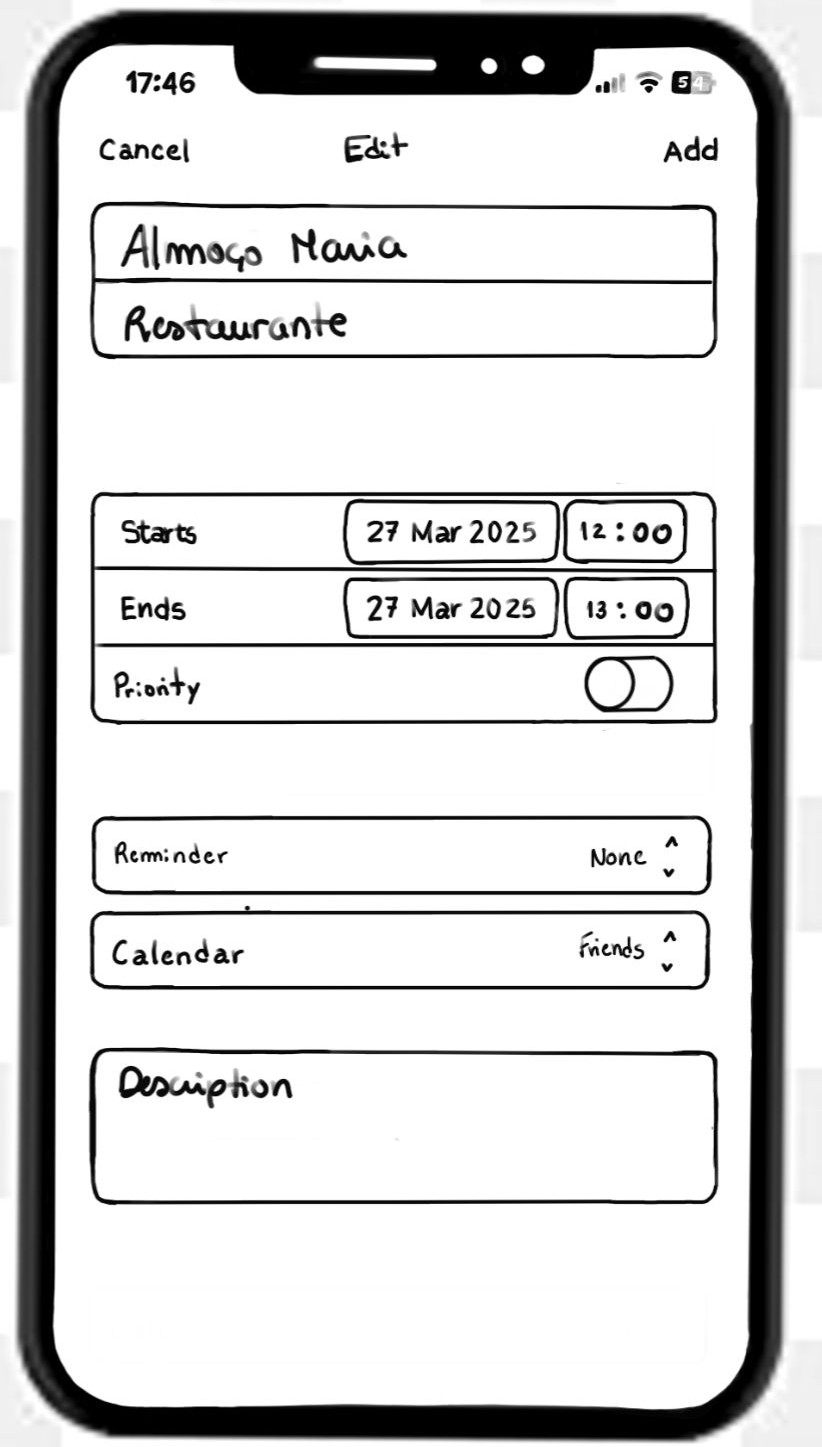 17:46 54
Cancel Edit Add
Almoço Maria
Restaurante
Starts 27 Mar 2025 12:00
Ends 27 Mar 2025 13:00
Priority
Reminder None
Calendar Friends
Description